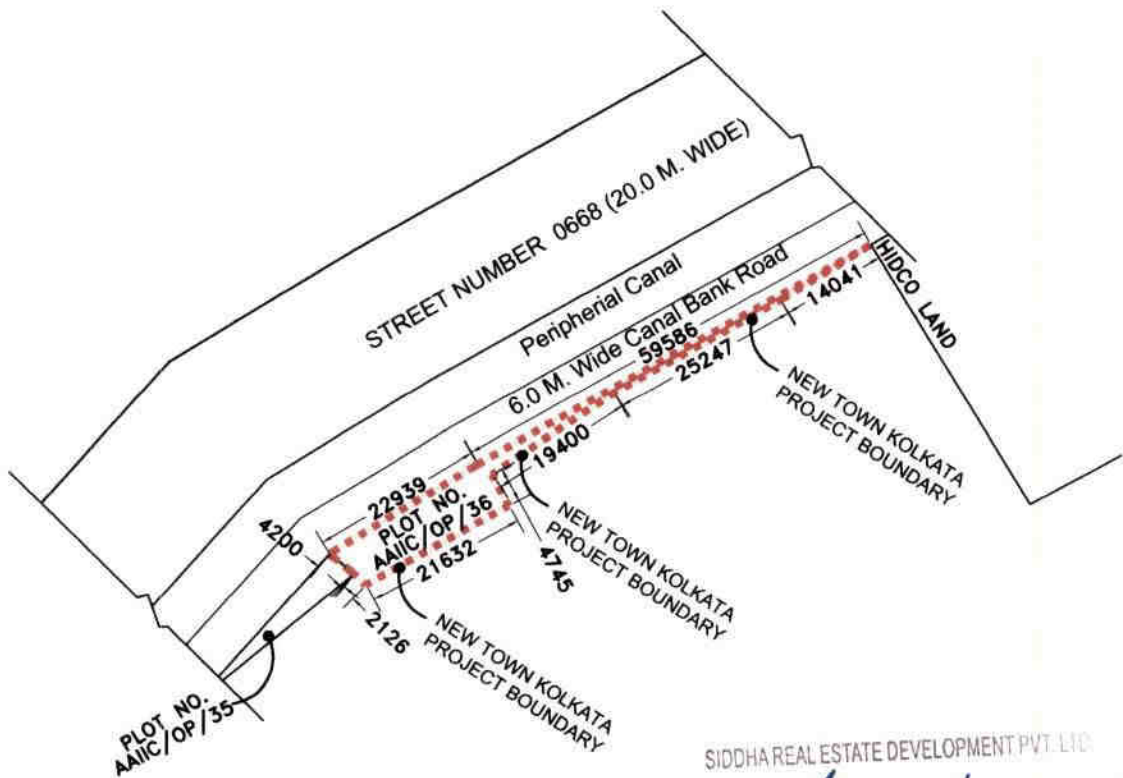 STREET NUMBER 0668 (20.0 M. WIDE)
Peripherial Canal
6.0 M. Wide Canal Bank Road
59586
14041
HIDCO LAND
25247
19400
22939
PLOT NO.
AAIIC/OP/36
4200
21632
4745
2126
NEW TOWN KOLKATA
PROJECT BOUNDARY
NEW TOWN KOLKATA
PROJECT BOUNDARY
NEW TOWN KOLKATA
PROJECT BOUNDARY
PLOT NO.
AAIIC/OP/35
SIDDHA REAL ESTATE DEVELOPMENT PVT. LTD.